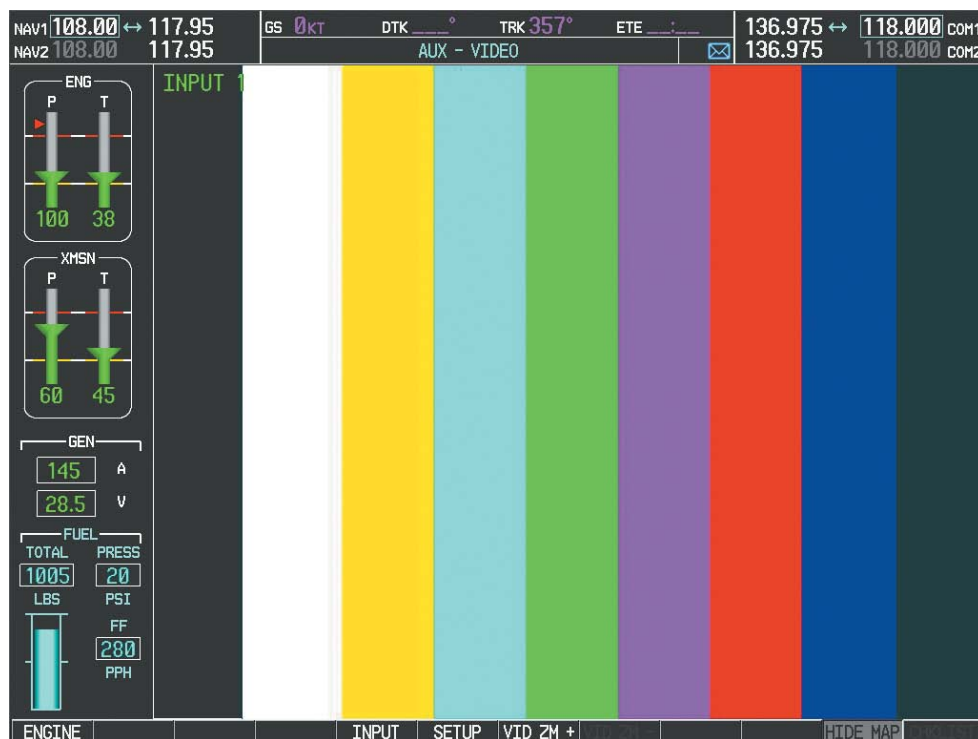 NAV1 108.00 ↔ 117.95
NAV2 108.00 117.95
GS 0KT DTK ___° TRK 357° ETE __:__
AUX - VIDEO
136.975 ↔ 118.000 COM1
136.975 118.000 COM2
INPUT 1
ENG
P T
100 38
XMSN
P T
60 45
GEN
145 A
28.5 V
FUEL
TOTAL PRESS
1005 20
LBS PSI
FF
280
PPH
ENGINE INPUT SETUP VID ZM + VID ZM - HIDE MAP